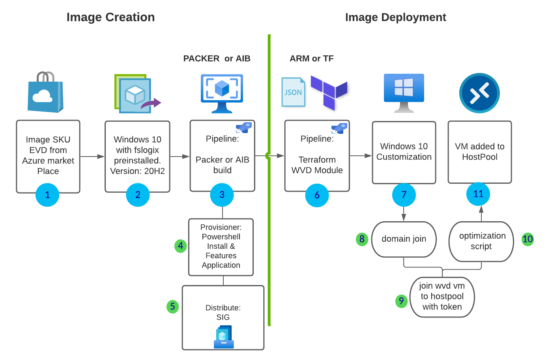 Image Creation
Image Deployment
PACKER or AIB
ARM or TF
JSON
Image SKU
EVD from
Azure market
Place
1
Windows 10
with fslogix
preinstalled.
Version: 20H2
2
Pipeline:
Packer or AIB
build
3
Provisioner:
Powershell
Install &
Features
Application
4
Distribute:
SIG
5
Pipeline:
Terraform
WVD Module
6
Windows 10
Customization
7
domain join
8
join wvd vm
to hostpool
with token
9
optimization
script
10
VM added to
HostPool
11